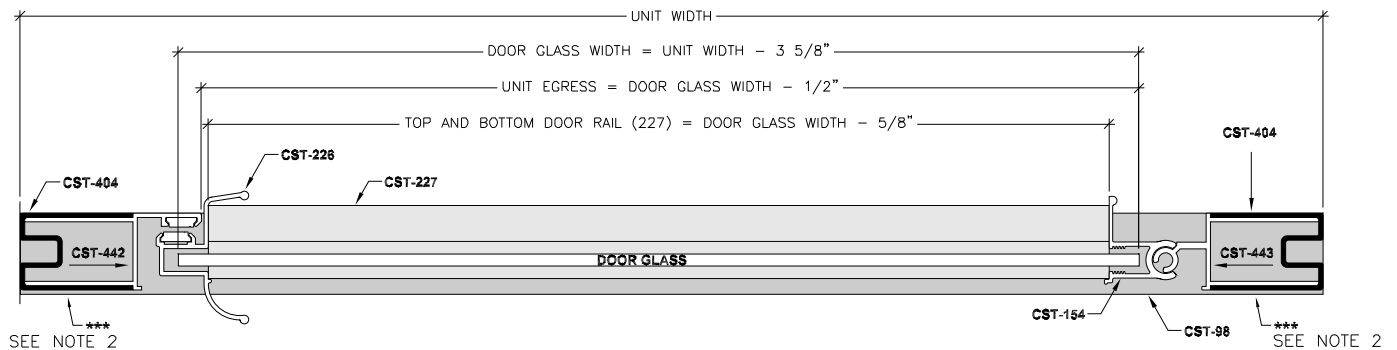 UNIT WIDTH
DOOR GLASS WIDTH = UNIT WIDTH - 3 5/8"
UNIT EGRESS = DOOR GLASS WIDTH - 1/2"
TOP AND BOTTOM DOOR RAIL (227) = DOOR GLASS WIDTH - 5/8"
CST-404
CST-226
CST-404
CST-227
CST-442
CST-443
DOOR GLASS
CST-154
CST-98
***
SEE NOTE 2
***
SEE NOTE 2